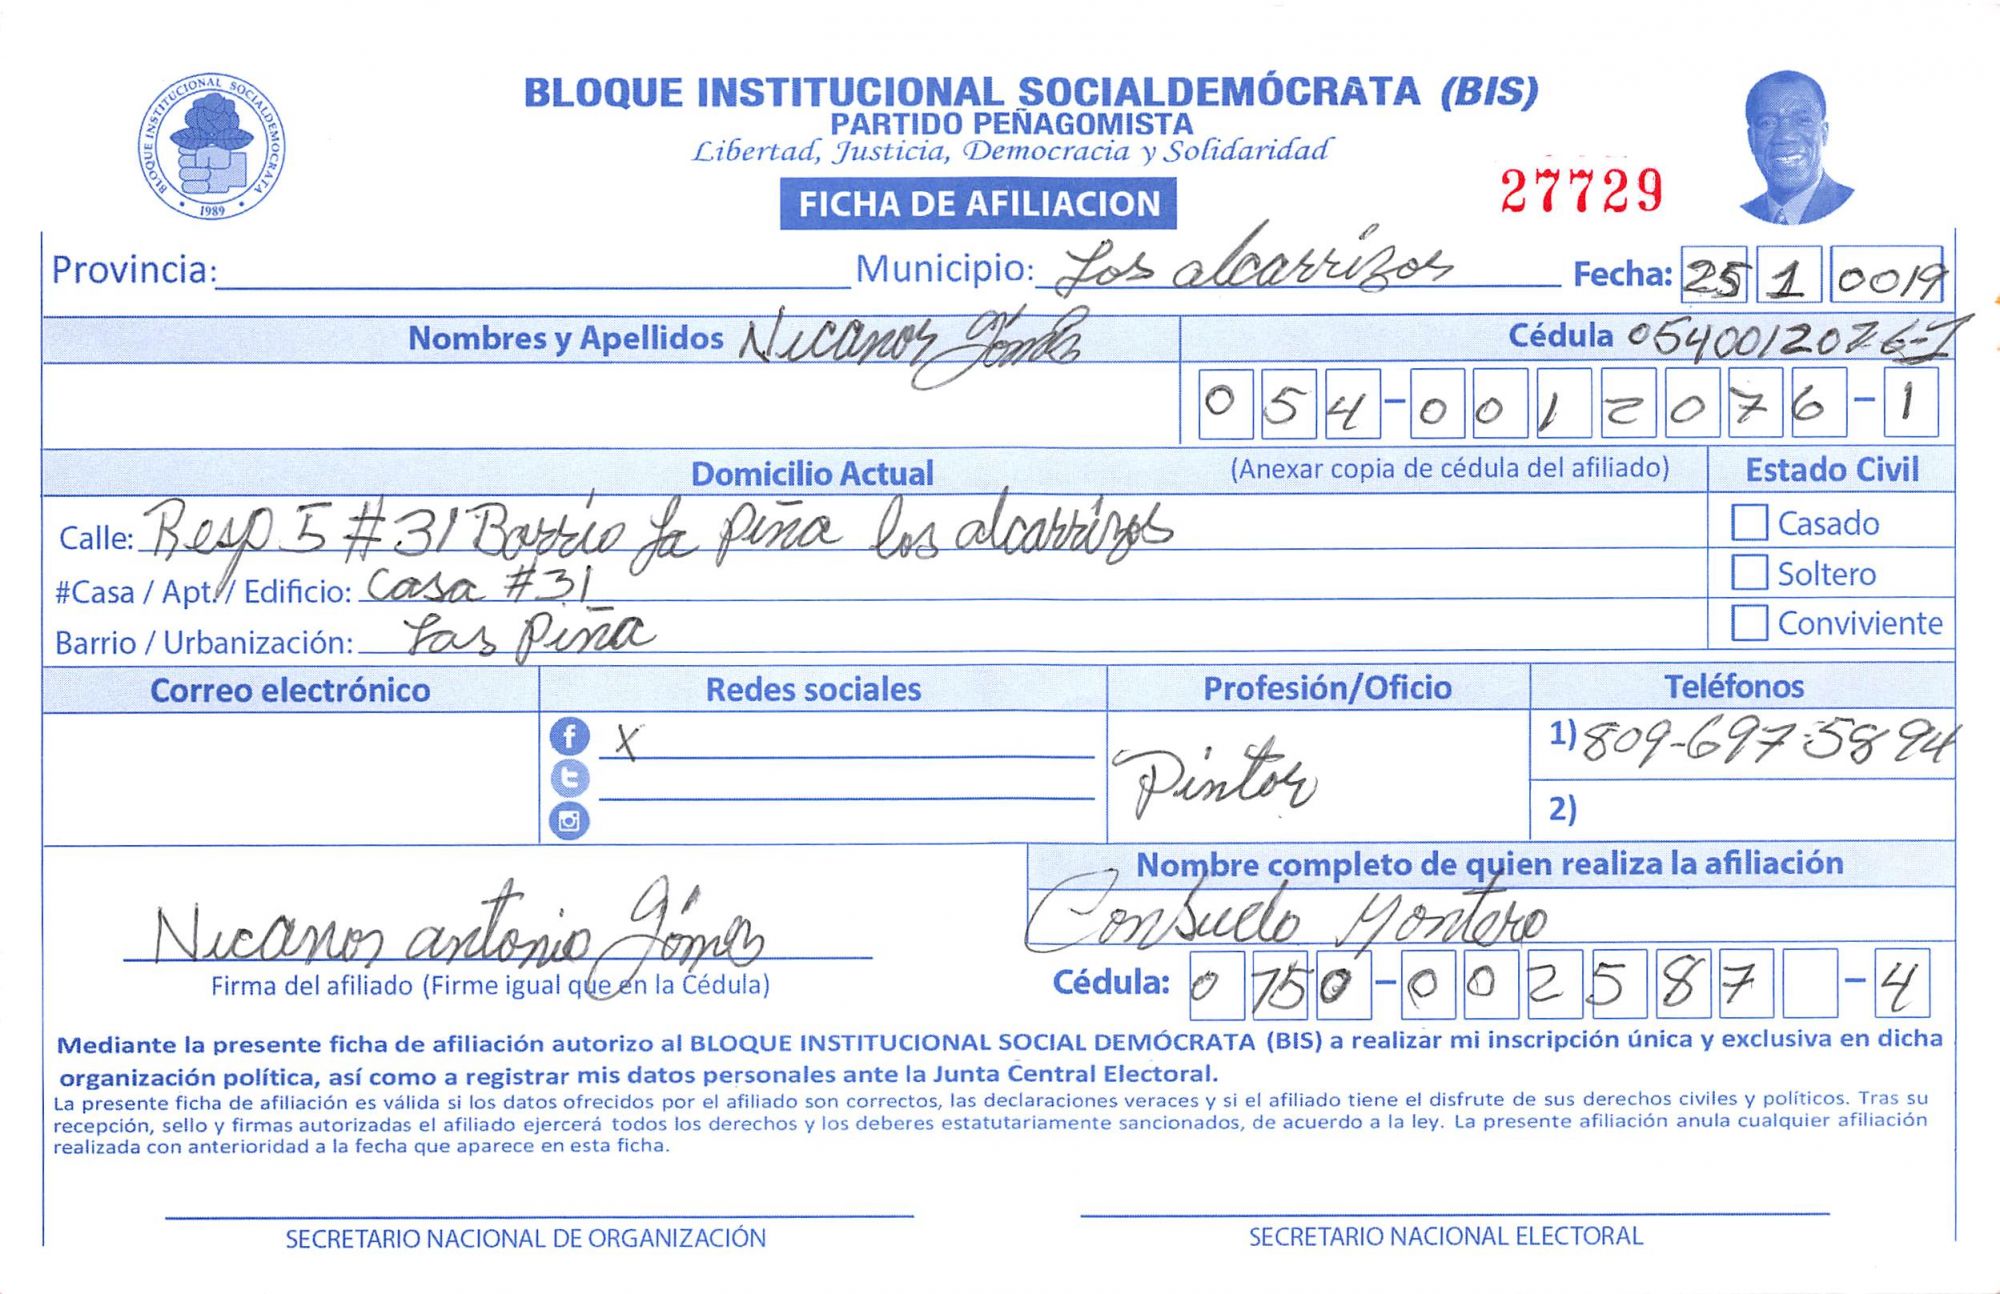 BLOQUE INSTITUCIONAL SOCIALDEMOCRATA
1989
BLOQUE INSTITUCIONAL SOCIALDEMÓCRATA (BIS)
PARTIDO PEÑAGOMISTA
Libertad, Justicia, Democracia y Solidaridad
FICHA DE AFILIACION
27729
Provincia: Municipio: Los alcarrizos Fecha: 25 1 0019
Nombres y Apellidos Nicanor Gómez Cédula 05400120276-1
054-0012076-1
Domicilio Actual (Anexar copia de cédula del afiliado) Estado Civil
Calle: Resp 5 #31 Barrio La piña los alcarrizos
Casado
#Casa / Apt. / Edificio: Casa #31
Soltero
Barrio / Urbanización: Las Piña
Conviviente
Correo electrónico Redes sociales Profesión/Oficio Teléfonos
X Pintor 1) 809-697-5894
2)
Nombre completo de quien realiza la afiliación
Nicanor antonio Gómez Consuelo Montero
Firma del afiliado (Firme igual que en la Cédula) Cédula: 0750-002587 -4
Mediante la presente ficha de afiliación autorizo al BLOQUE INSTITUCIONAL SOCIAL DEMÓCRATA (BIS) a realizar mi inscripción única y exclusiva en dicha
organización política, así como a registrar mis datos personales ante la Junta Central Electoral.
La presente ficha de afiliación es válida si los datos ofrecidos por el afiliado son correctos, las declaraciones veraces y si el afiliado tiene el disfrute de sus derechos civiles y políticos. Tras su
recepción, sello y firmas autorizadas el afiliado ejercerá todos los derechos y los deberes estatutariamente sancionados, de acuerdo a la ley. La presente afiliación anula cualquier afiliación
realizada con anterioridad a la fecha que aparece en esta ficha.
SECRETARIO NACIONAL DE ORGANIZACIÓN SECRETARIO NACIONAL ELECTORAL